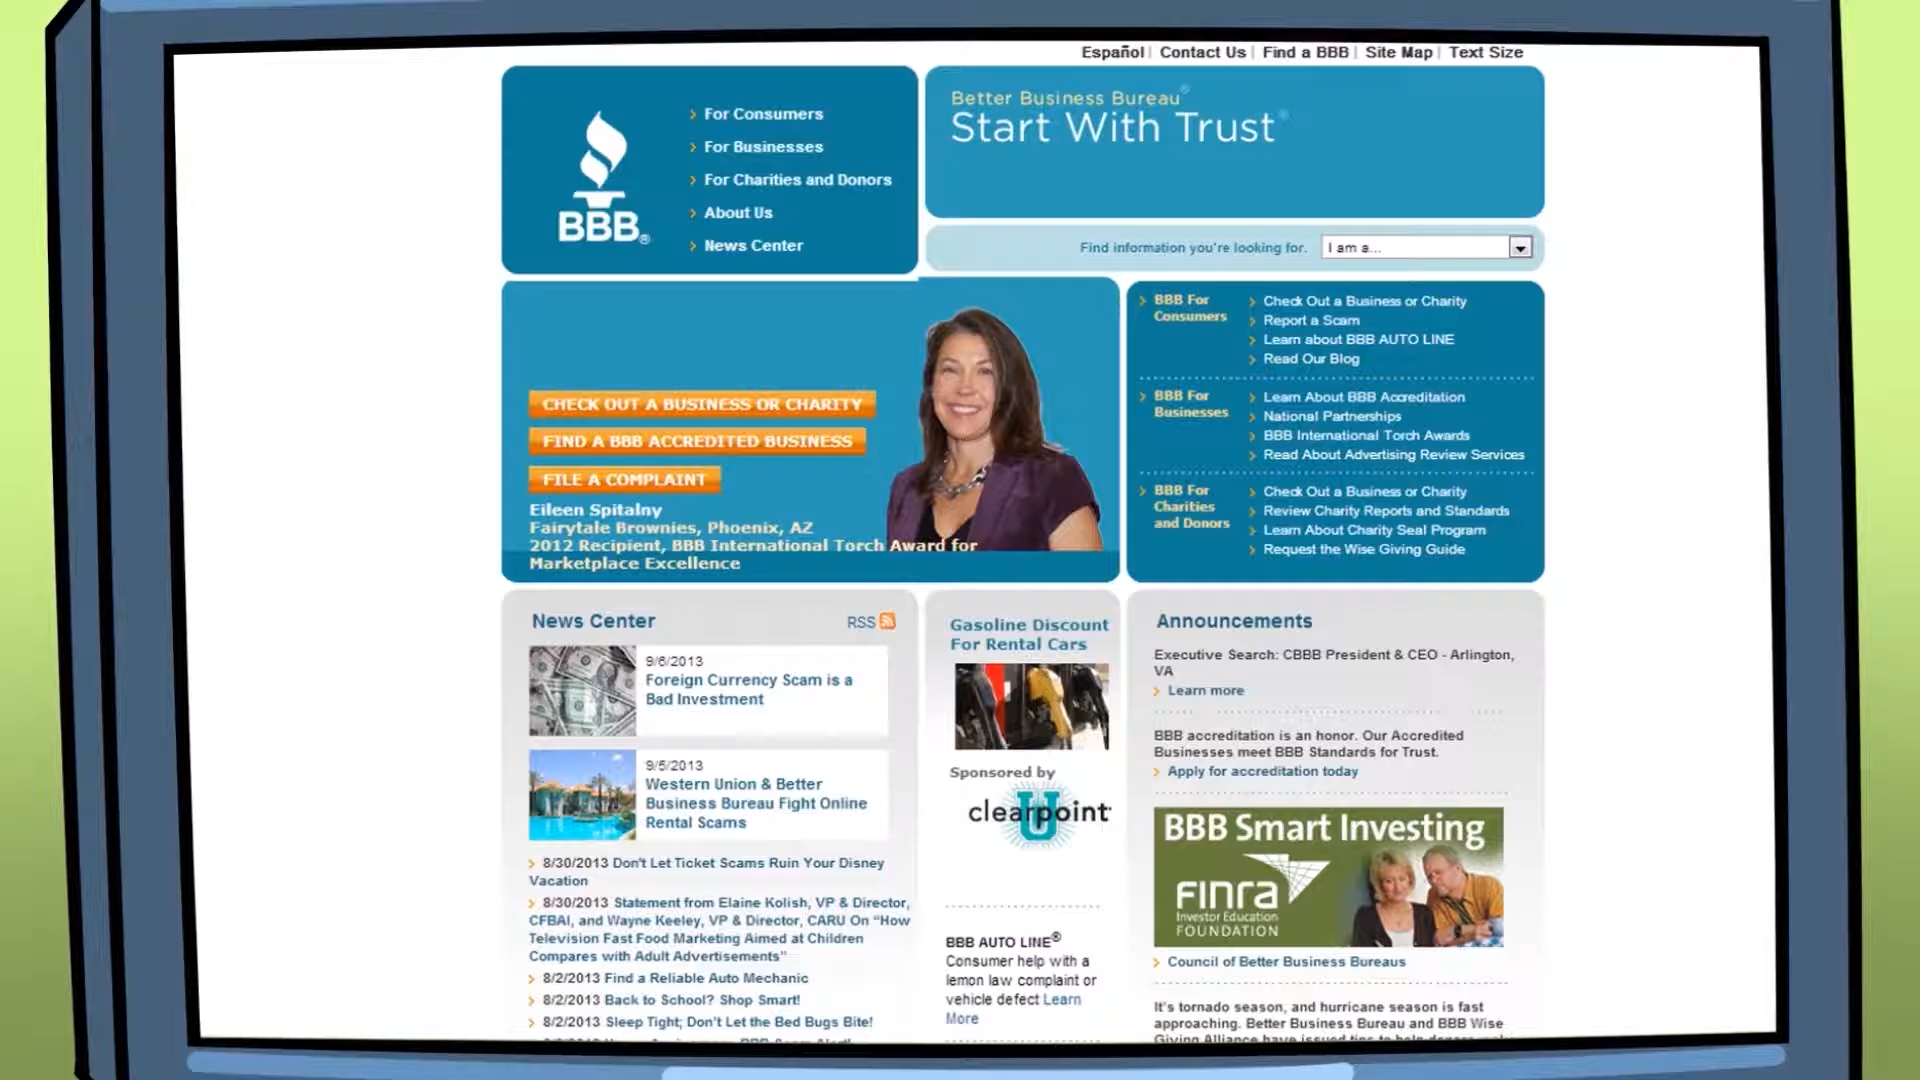 Español | Contact Us | Find a BBB | Site Map | Text Size
BBB®
For Consumers
For Businesses
For Charities and Donors
About Us
News Center
Better Business Bureau®
Start With Trust®
Find information you're looking for.
I am a...
CHECK OUT A BUSINESS OR CHARITY
FIND A BBB ACCREDITED BUSINESS
FILE A COMPLAINT
Eileen Spitalny
Fairytale Brownies, Phoenix, AZ
2012 Recipient, BBB International Torch Award for
Marketplace Excellence
BBB For
Consumers
Check Out a Business or Charity
Report a Scam
Learn about BBB AUTO LINE
Read Our Blog
BBB For
Businesses
Learn About BBB Accreditation
National Partnerships
BBB International Torch Awards
Read About Advertising Review Services
BBB For
Charities
and Donors
Check Out a Business or Charity
Review Charity Reports and Standards
Learn About Charity Seal Program
Request the Wise Giving Guide
News Center
RSS
9/6/2013
Foreign Currency Scam is a
Bad Investment
9/5/2013
Western Union & Better
Business Bureau Fight Online
Rental Scams
8/30/2013 Don't Let Ticket Scams Ruin Your Disney
Vacation
8/30/2013 Statement from Elaine Kolish, VP & Director,
CFBAI, and Wayne Keeley, VP & Director, CARU On “How
Television Fast Food Marketing Aimed at Children
Compares with Adult Advertisements”
8/2/2013 Find a Reliable Auto Mechanic
8/2/2013 Back to School? Shop Smart!
8/2/2013 Sleep Tight; Don't Let the Bed Bugs Bite!
Gasoline Discount
For Rental Cars
Sponsored by
clearpoint
U
BBB AUTO LINE®
Consumer help with a
lemon law complaint or
vehicle defect Learn
More
Announcements
Executive Search: CBBB President & CEO - Arlington,
VA
Learn more
BBB accreditation is an honor. Our Accredited
Businesses meet BBB Standards for Trust.
Apply for accreditation today
BBB Smart Investing
finra
Investor Education
FOUNDATION
Council of Better Business Bureaus
It's tornado season, and hurricane season is fast
approaching. Better Business Bureau and BBB Wise
Giving Alliance have issued tips to help donors